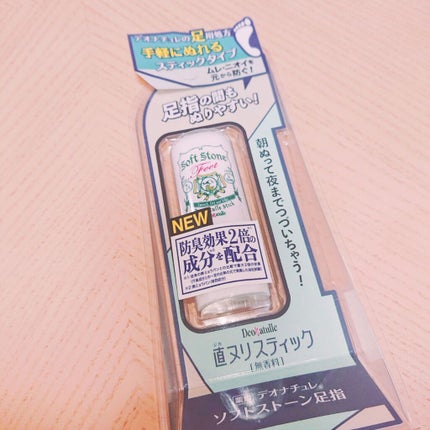 デオナチュレの足用処方
手軽にぬれる
スティックタイプ
ムレ・ニオイを
元から防ぐ!
足指の間も
ぬりやすい!
朝ぬって夜までつづいちゃう!
Soft Stone
Feet
NEW
防臭効果2倍の
成分を配合
Deonatulle
直ヌリスティック
[無香料]
デオナチュレ
ソフトストーン足指